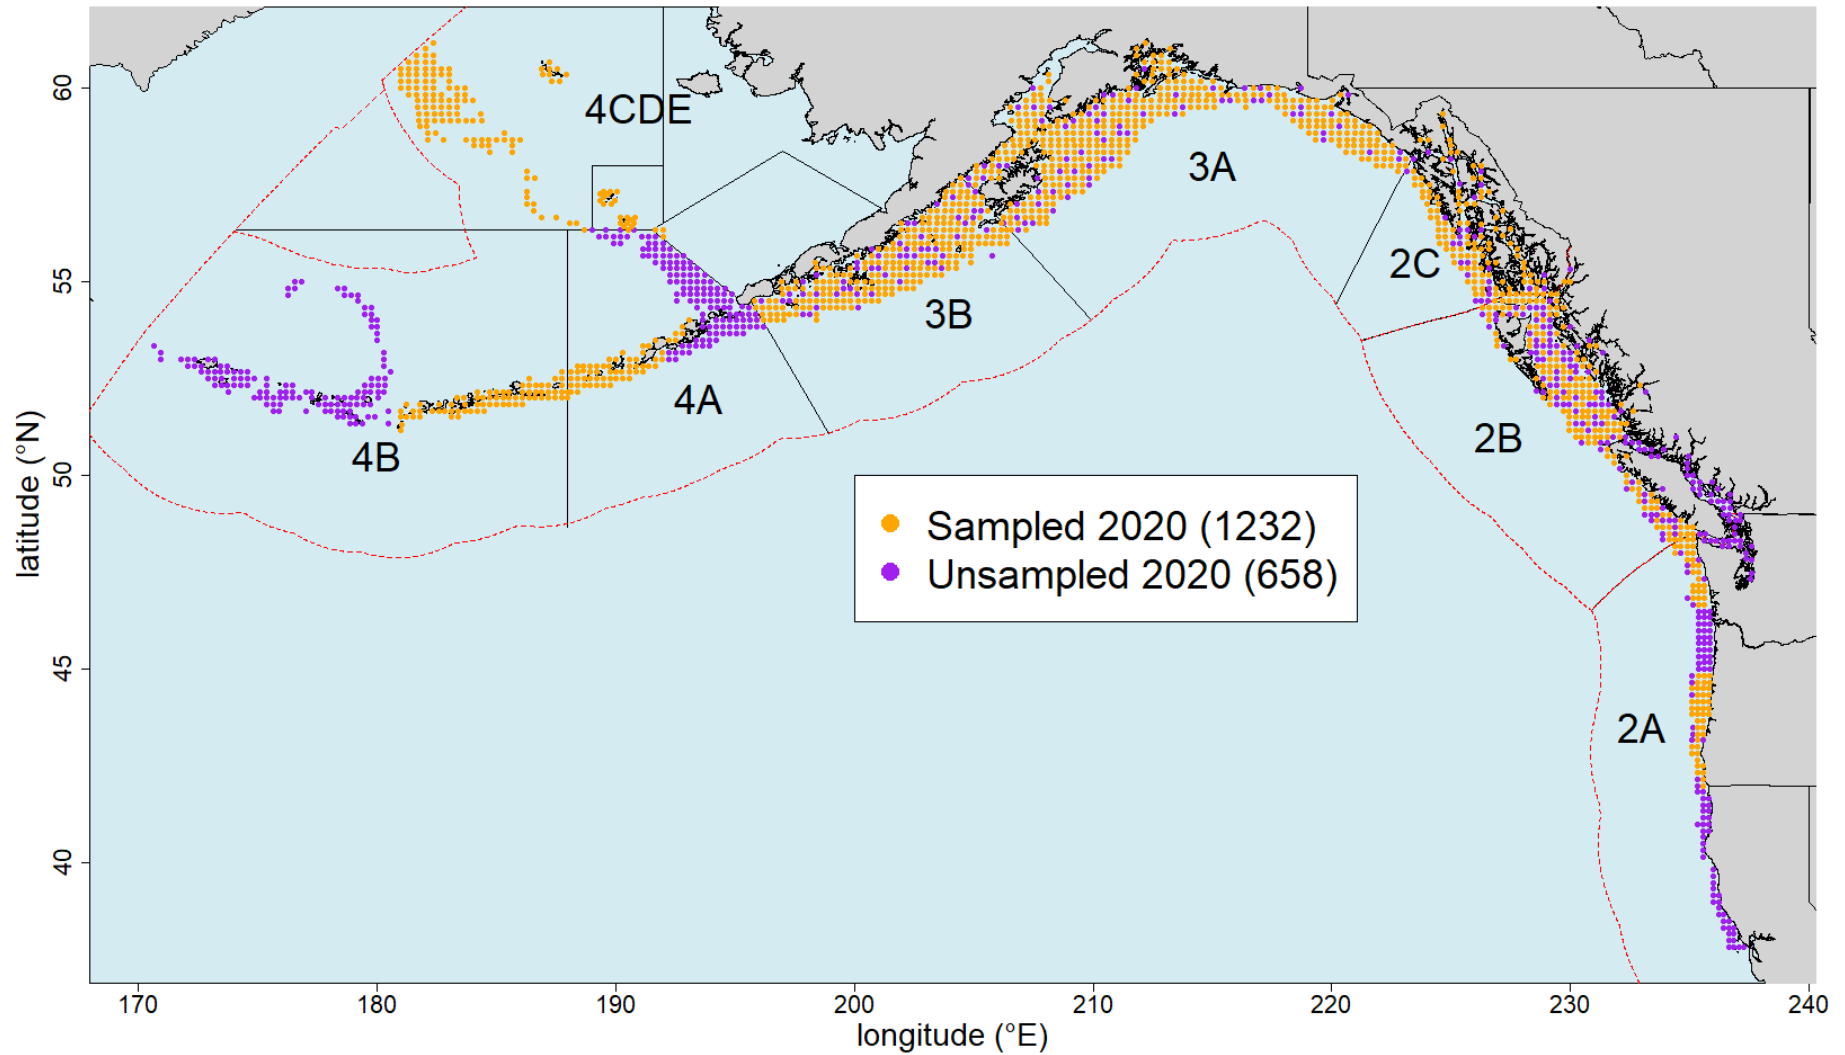 60
55
50
45
40
latitude (°N)
4CDE
3A
2C
3B
4A
2B
4B
2A
Sampled 2020 (1232)
Unsampled 2020 (658)
170 180 190 200 210 220 230 240
longitude (°E)